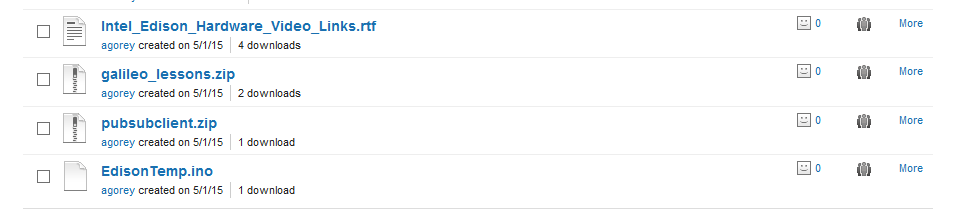 Intel_Edison_Hardware_Video_Links.rtf 0 More
agorey created on 5/1/15 4 downloads
galileo_lessons.zip 0 More
agorey created on 5/1/15 2 downloads
pubsubclient.zip 0 More
agorey created on 5/1/15 1 download
EdisonTemp.ino 0 More
agorey created on 5/1/15 1 download